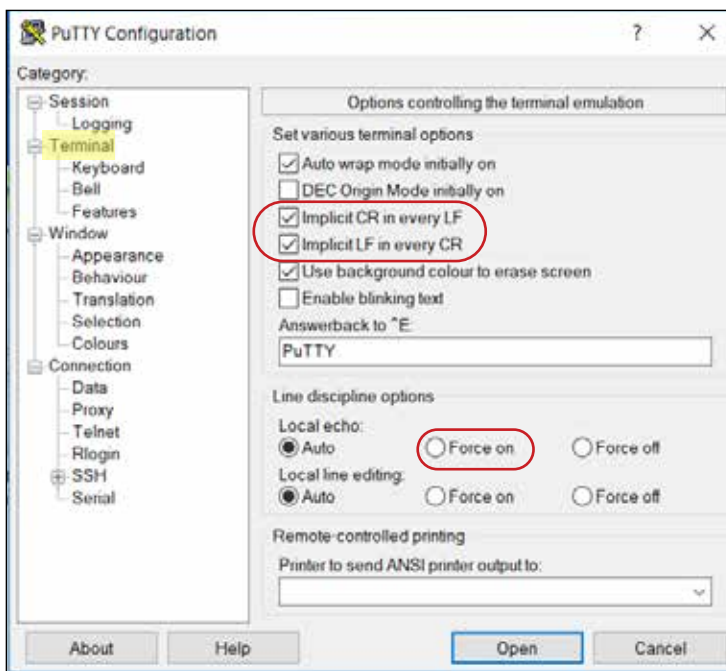 PuTTY Configuration
?
Category:
Session
Logging
Terminal
Keyboard
Bell
Features
Window
Appearance
Behaviour
Translation
Selection
Colours
Connection
Data
Proxy
Telnet
Rlogin
SSH
Serial
Options controlling the terminal emulation
Set various terminal options
Auto wrap mode initially on
DEC Origin Mode initially on
Implicit CR in every LF
Implicit LF in every CR
Use background colour to erase screen
Enable blinking text
Answerback to ^E:
PuTTY
Line discipline options
Local echo:
Auto Force on Force off
Local line editing:
Auto Force on Force off
Remote-controlled printing
Printer to send ANSI printer output to:
About Help Open Cancel